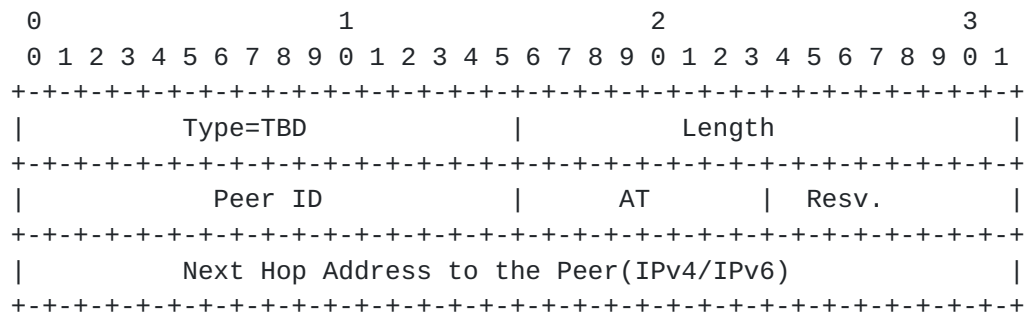 0                   1                   2                   3
 0 1 2 3 4 5 6 7 8 9 0 1 2 3 4 5 6 7 8 9 0 1 2 3 4 5 6 7 8 9 0 1
+-+-+-+-+-+-+-+-+-+-+-+-+-+-+-+-+-+-+-+-+-+-+-+-+-+-+-+-+-+-+-+-+
|          Type=TBD             |          Length               |
+-+-+-+-+-+-+-+-+-+-+-+-+-+-+-+-+-+-+-+-+-+-+-+-+-+-+-+-+-+-+-+-+
|            Peer ID            |      AT       |  Resv.        |
+-+-+-+-+-+-+-+-+-+-+-+-+-+-+-+-+-+-+-+-+-+-+-+-+-+-+-+-+-+-+-+-+
|          Next Hop Address to the Peer(IPv4/IPv6)              |
+-+-+-+-+-+-+-+-+-+-+-+-+-+-+-+-+-+-+-+-+-+-+-+-+-+-+-+-+-+-+-+-+